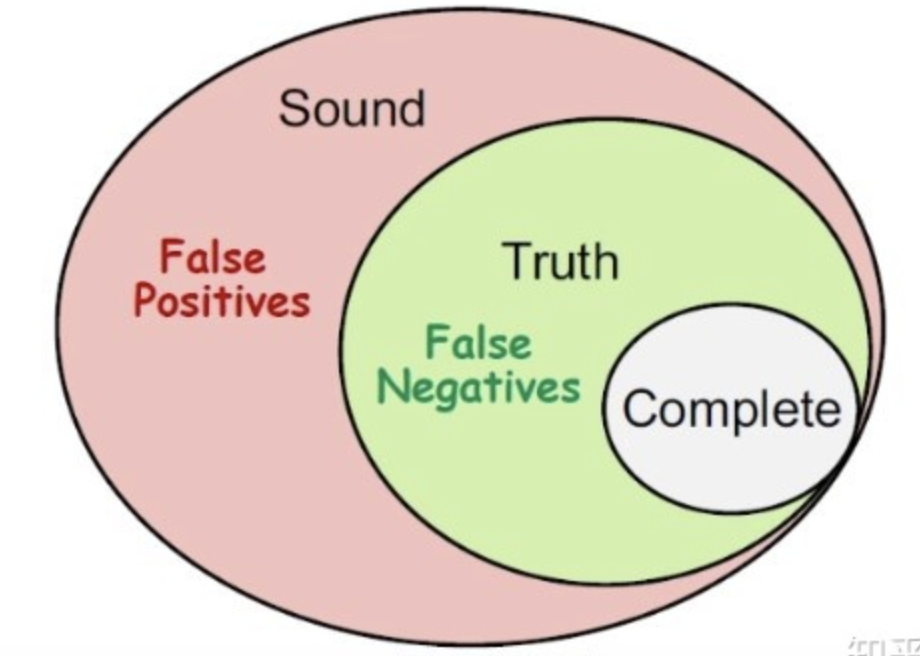 Sound
False
Positives
Truth
False
Negatives
Complete